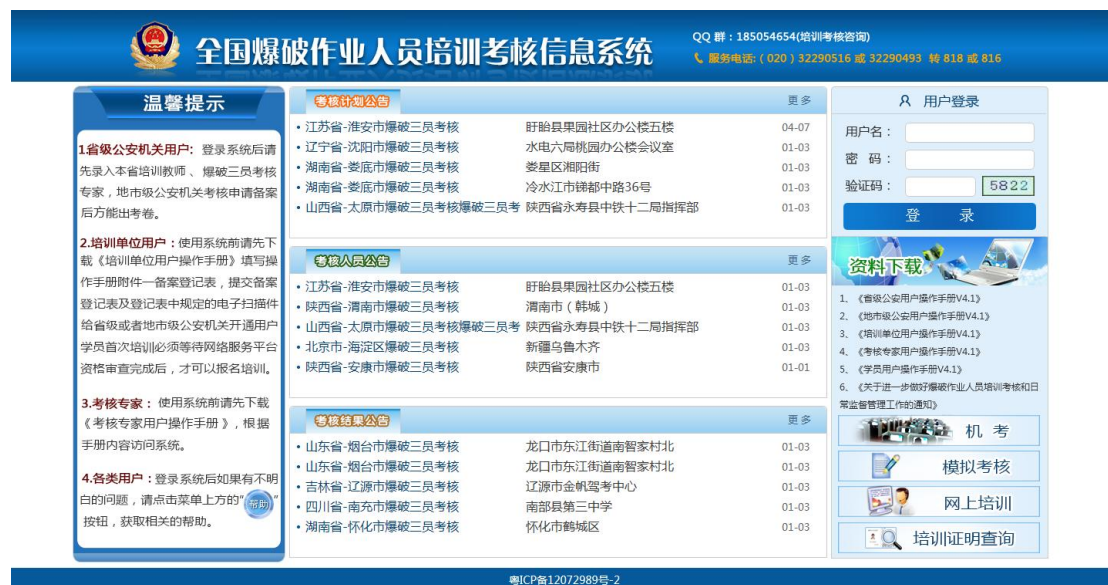 全国爆破作业人员培训考核信息系统
QQ 群：185054654(培训考核咨询)
服务电话:（020）32290516 或 32290493 转 818 或 816
温馨提示
1省级公安机关用户: 登录系统后请
先录入本省培训教师 、 爆破三员考核
专家，地市级公安机关考核申请备案
后方能出考卷。
2.培训单位用户：使用系统前请先下
载《培训单位用户操作手册》填写操
作手册附件一备案登记表，提交备案
登记表及登记表中规定的电子扫描件
给省级或者地市级公安机关开通用户
学员首次培训必须等待网络服务平台
资格审查完成后，才可以报名培训。
3.考核专家： 使用系统前请先下载
《考核专家用户操作手册 》，根据
手册内容访问系统。
4.各类用户：登录系统后如果有不明
白的问题，请点击菜单上方的"帮助"
按钮，获取相关的帮助。
考核计划公告 更多
• 江苏省-淮安市爆破三员考核 盱眙县果园社区办公楼五楼 04-07
• 辽宁省-沈阳市爆破三员考核 水电六局桃园办公楼会议室 01-03
• 湖南省-娄底市爆破三员考核 娄星区湘阳街 01-03
• 湖南省-娄底市爆破三员考核 冷水江市锑都中路36号 01-03
• 山西省-太原市爆破三员考核爆破三员考 陕西省永寿县中铁十二局指挥部 01-03
考核人员公告 更多
• 江苏省-淮安市爆破三员考核 盱眙县果园社区办公楼五楼 01-03
• 陕西省-渭南市爆破三员考核 渭南市（韩城） 01-03
• 山西省-太原市爆破三员考核爆破三员考 陕西省永寿县中铁十二局指挥部 01-03
• 北京市-海淀区爆破三员考核 新疆乌鲁木齐 01-03
• 陕西省-安康市爆破三员考核 陕西省安康市 01-01
考核结果公告 更多
• 山东省-烟台市爆破三员考核 龙口市东江街道南智家村北 01-03
• 山东省-烟台市爆破三员考核 龙口市东江街道南智家村北 01-03
• 吉林省-辽源市爆破三员考核 辽源市金帆驾考中心 01-03
• 四川省-南充市爆破三员考核 南部县第三中学 01-03
• 湖南省-怀化市爆破三员考核 怀化市鹤城区 01-03
用户登录
用户名：
密 码：
验证码： 5822
登 录
资料下载
1、《省级公安用户操作手册V4.1》
2、《地市级公安用户操作手册V4.1》
3、《培训单位用户操作手册V4.1》
4、《考核专家用户操作手册V4.1》
5、《学员用户操作手册V4.1》
6、《关于进一步做好爆破作业人员培训考核和日
常监督管理工作的通知》
机 考
模拟考核
网上培训
培训证明查询
粤ICP备12072989号-2